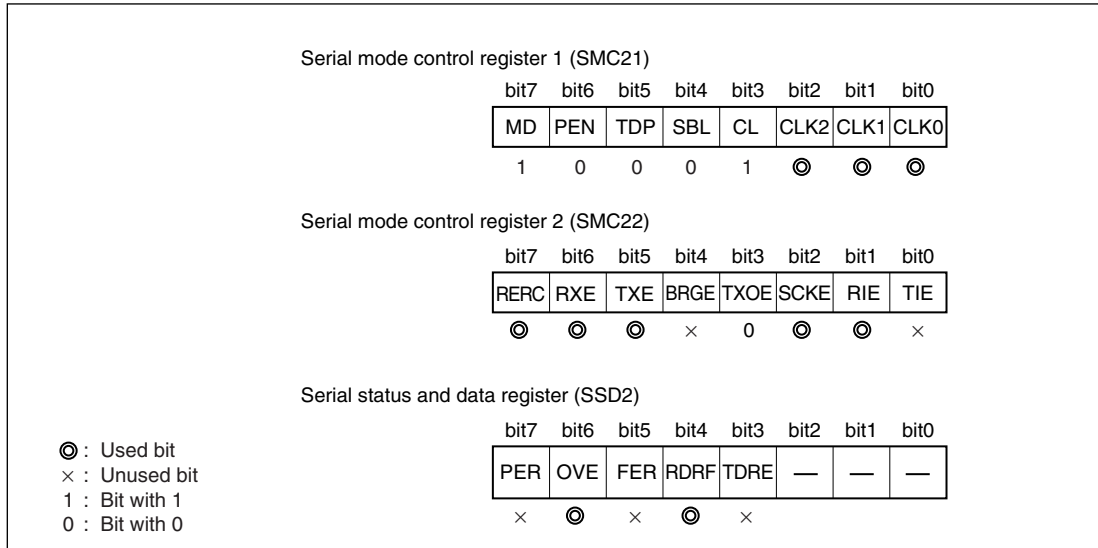 Serial mode control register 1 (SMC21)
bit7 bit6 bit5 bit4 bit3 bit2 bit1 bit0
MD PEN TDP SBL CL CLK2 CLK1 CLK0
1 0 0 0 1 ◎ ◎ ◎
Serial mode control register 2 (SMC22)
bit7 bit6 bit5 bit4 bit3 bit2 bit1 bit0
RERC RXE TXE BRGE TXOE SCKE RIE TIE
◎ ◎ ◎ × 0 ◎ ◎ ×
Serial status and data register (SSD2)
bit7 bit6 bit5 bit4 bit3 bit2 bit1 bit0
PER OVE FER RDRF TDRE — — —
× ◎ × ◎ ×
◎ : Used bit
× : Unused bit
1 : Bit with 1
0 : Bit with 0